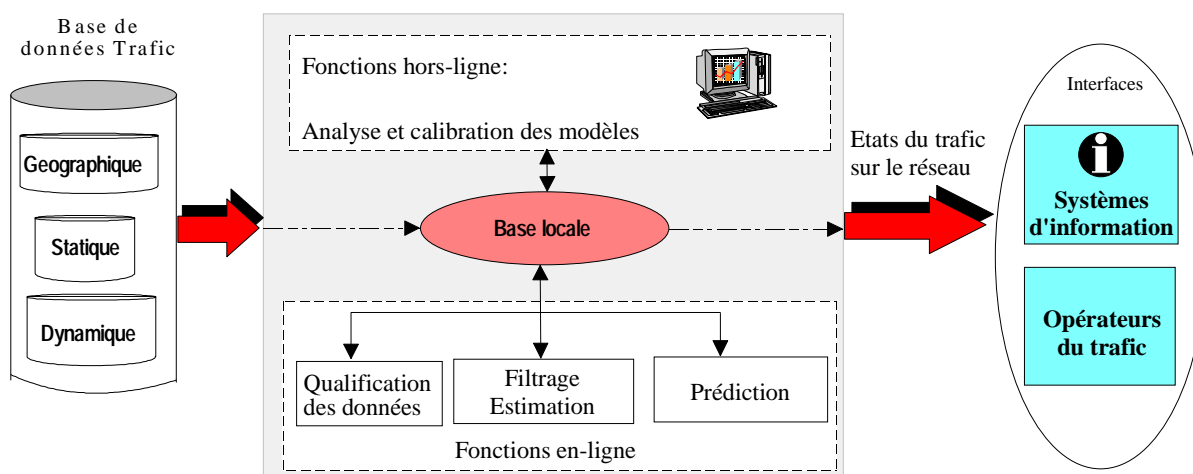 Base de
données Trafic
Geographique
Statique
Dynamique
Fonctions hors-ligne:
Analyse et calibration des modèles
Base locale
Qualification
des données
Filtrage
Estimation
Prédiction
Fonctions en-ligne
Etats du trafic
sur le réseau
Interfaces
i
Systèmes
d'information
Opérateurs
du trafic